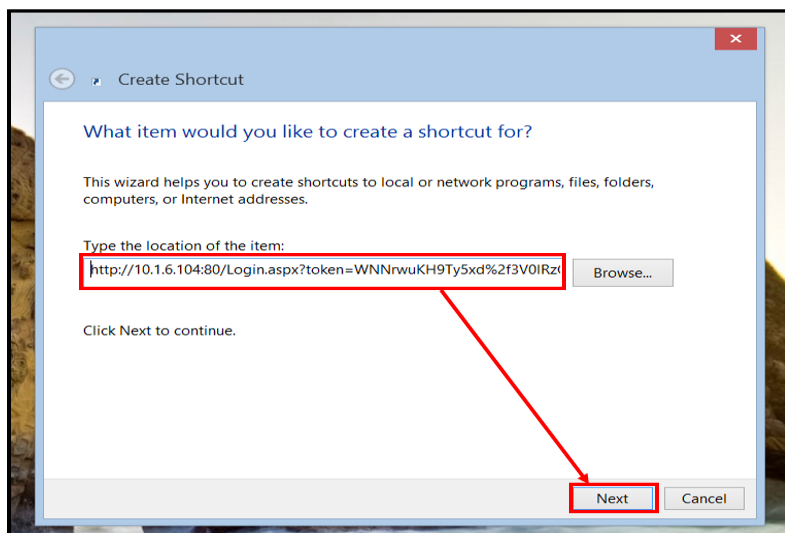 Create Shortcut
What item would you like to create a shortcut for?
This wizard helps you to create shortcuts to local or network programs, files, folders,
computers, or Internet addresses.
Type the location of the item:
http://10.1.6.104:80/Login.aspx?token=WNNrwuKH9Ty5xd%2f3V0lRz
Browse...
Click Next to continue.
Next
Cancel